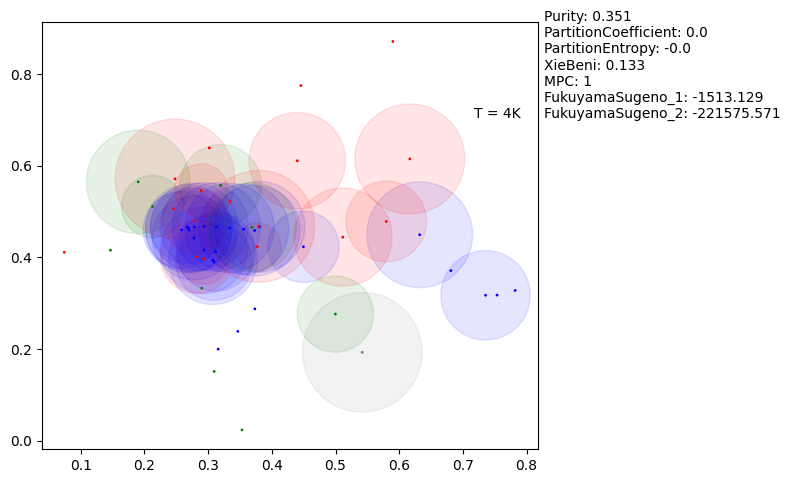 Purity: 0.351
PartitionCoefficient: 0.0
PartitionEntropy: -0.0
XieBeni: 0.133
MPC: 1
FukuyamaSugeno_1: -1513.129
FukuyamaSugeno_2: -221575.571
T = 4K
0.8
0.6
0.4
0.2
0.0
0.1 0.2 0.3 0.4 0.5 0.6 0.7 0.8